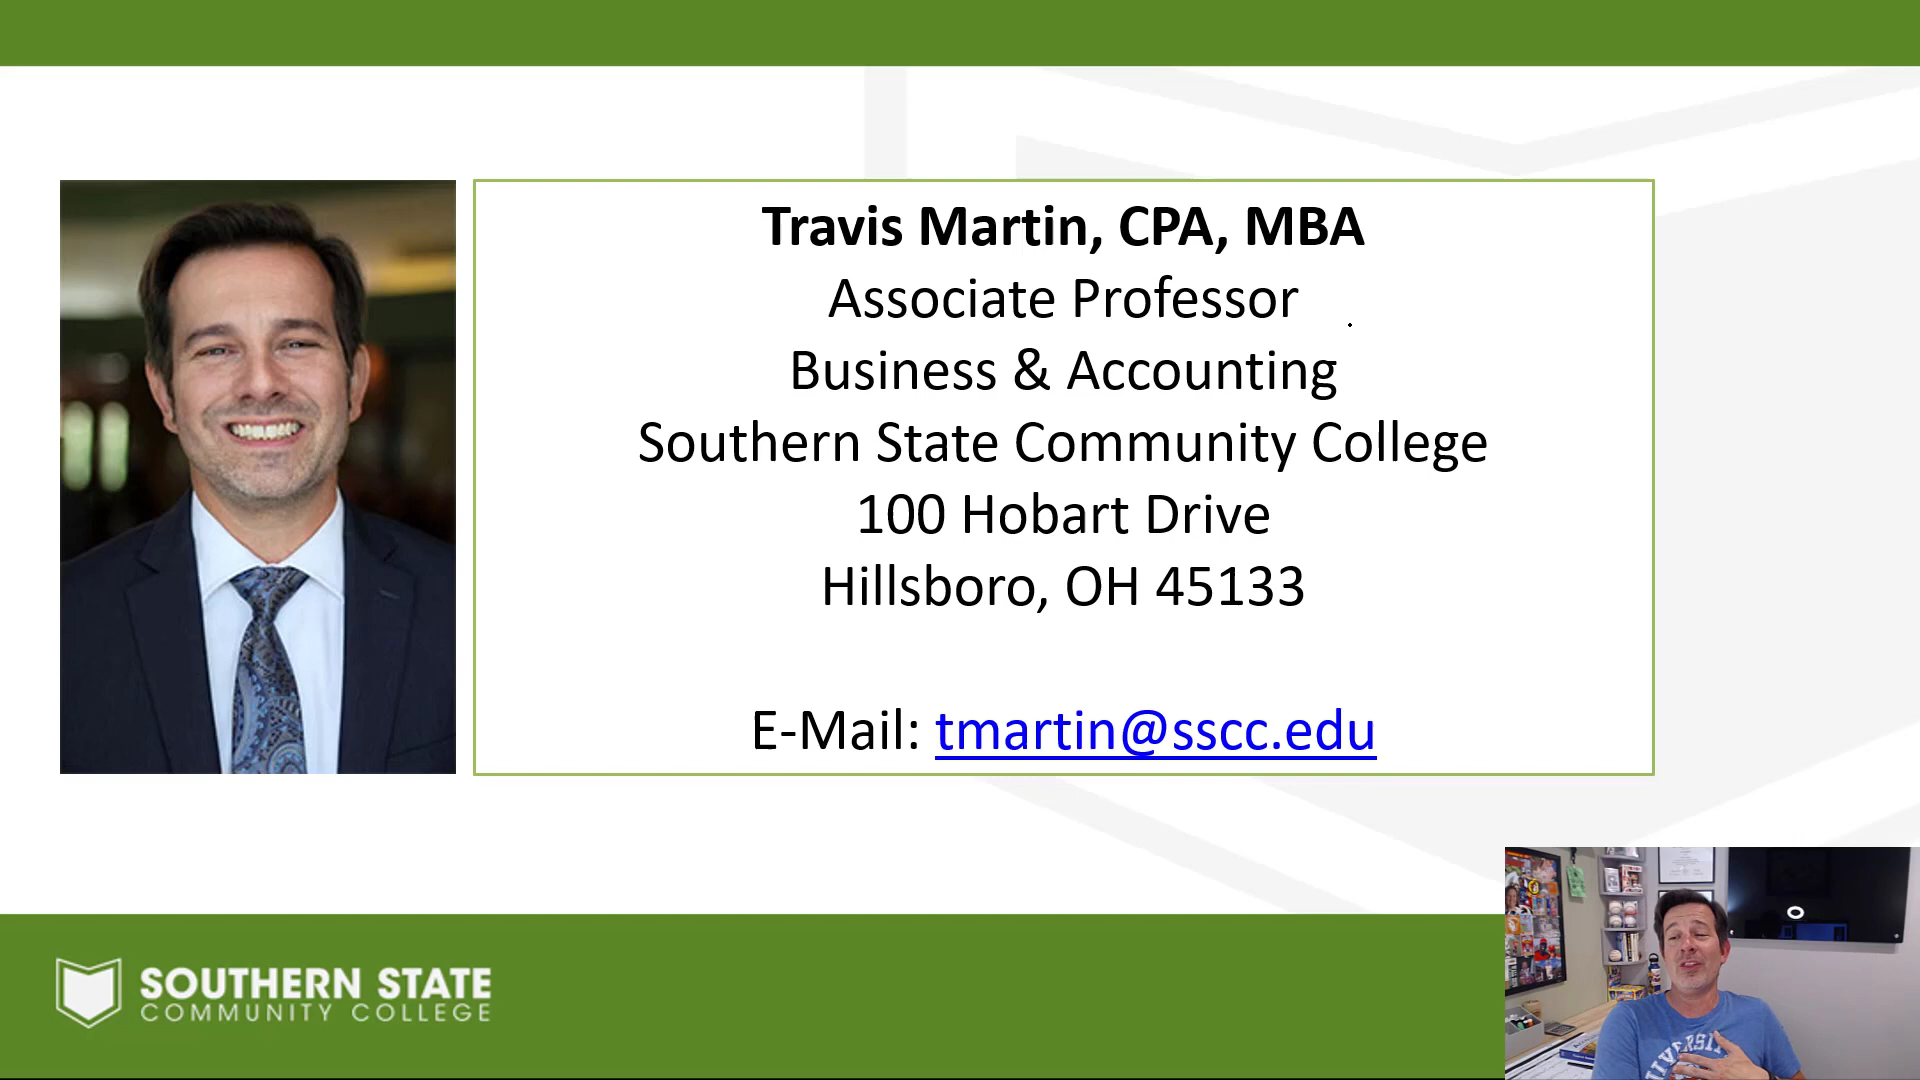 Travis Martin, CPA, MBA
Associate Professor
Business & Accounting
Southern State Community College
100 Hobart Drive
Hillsboro, OH 45133
E-Mail: tmartin@sscc.edu
SOUTHERN STATE
COMMUNITY COLLEGE